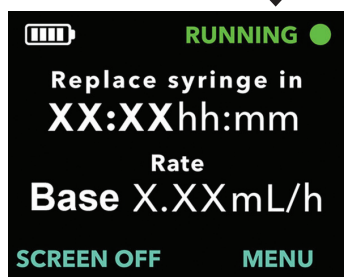 RUNNING
Replace syringe in
XX:XXhh:mm
Rate
Base X.XXmL/h
SCREEN OFF MENU